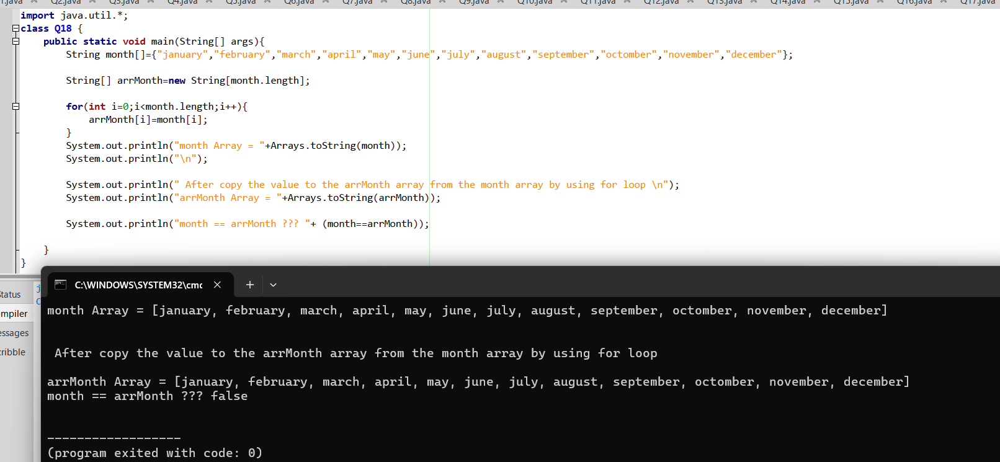 1.java Q2.java Q3.java Q4.java Q5.java Q6.java Q7.java Q8.java Q9.java Q10.java Q11.java Q12.java Q13.java Q14.java Q15.java Q16.java Q17.java
import java.util.*;
class Q18 {
public static void main(String[] args){
String month[]={"january","february","march","april","may","june","july","august","september","octomber","november","december"};
String[] arrMonth=new String[month.length];
for(int i=0;i<month.length;i++){
arrMonth[i]=month[i];
}
System.out.println("month Array = "+Arrays.toString(month));
System.out.println("\n");
System.out.println(" After copy the value to the arrMonth array from the month array by using for loop \n");
System.out.println("arrMonth Array = "+Arrays.toString(arrMonth));
System.out.println("month == arrMonth ??? "+ (month==arrMonth));
}
}
C:\WINDOWS\SYSTEM32\cmc
tatus
mpiler
essages
ribble
month Array = [january, february, march, april, may, june, july, august, september, octomber, november, december]
After copy the value to the arrMonth array from the month array by using for loop
arrMonth Array = [january, february, march, april, may, june, july, august, september, octomber, november, december]
month == arrMonth ??? false
------------------
(program exited with code: 0)